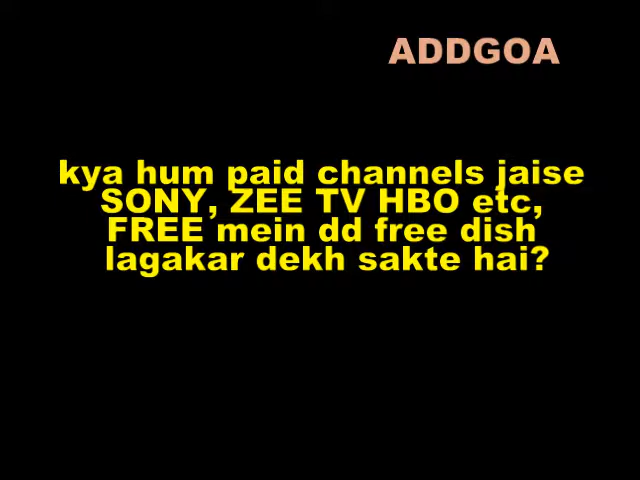 ADDGOA
kya hum paid channels jaise
SONY, ZEE TV HBO etc,
FREE mein dd free dish
lagakar dekh sakte hai?